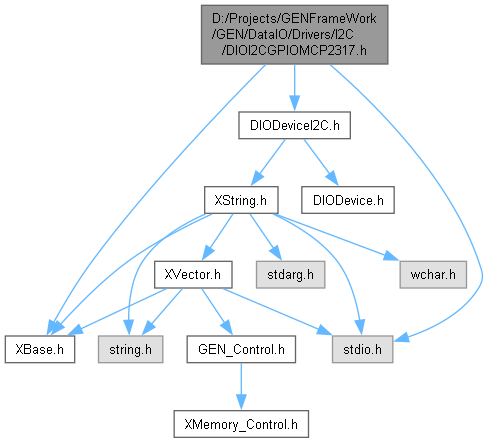 D:/Projects/GENFrameWork
/GEN/DataIO/Drivers/I2C
/DIOI2CGPIOMCP2317.h
DIODeviceI2C.h
XString.h
DIODevice.h
XVector.h
stdarg.h
wchar.h
XBase.h
string.h
GEN_Control.h
stdio.h
XMemory_Control.h